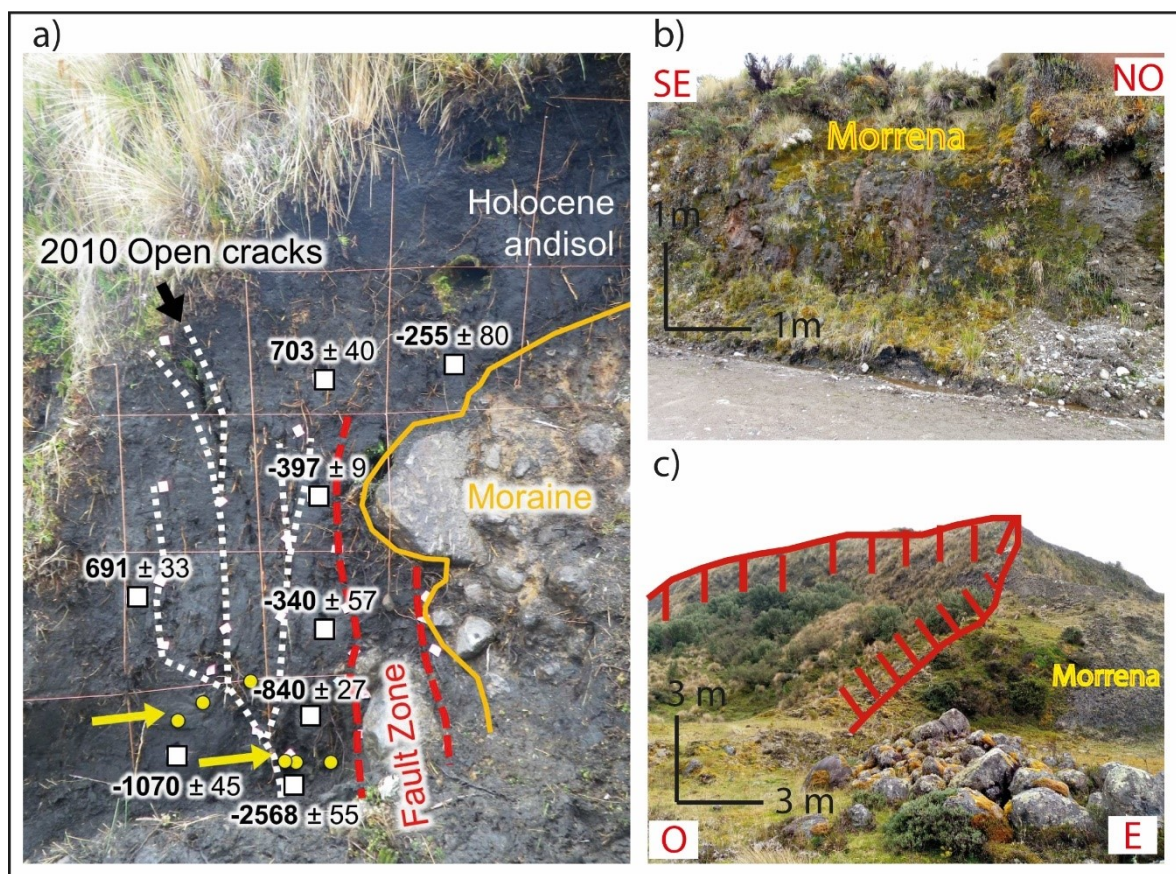 a)
Holocene
andisol
2010 Open cracks
703 ± 40
-255 ± 80
-397 ± 9
Moraine
691 ± 33
-340 ± 57
-840 ± 27
-1070 ± 45
-2568 ± 55
Fault Zone
b)
SE
NO
Morrena
1m
1m
c)
Morrena
3 m
3 m
O
E